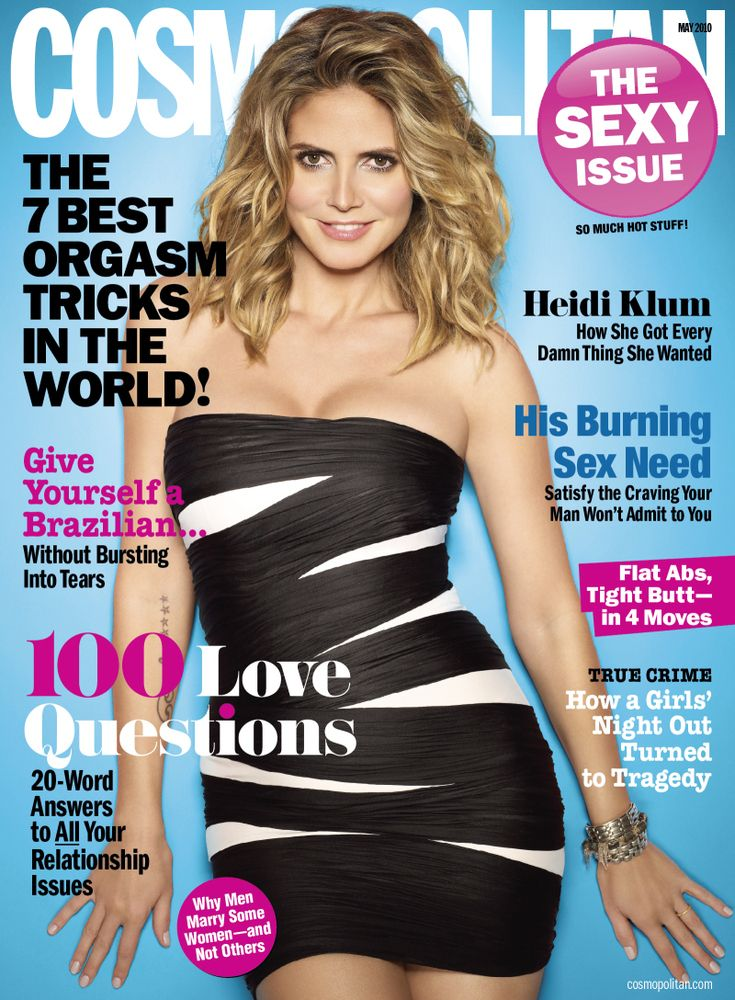 COSMOPOLITAN
MAY 2010
THE
SEXY
ISSUE
SO MUCH HOT STUFF!
THE
7 BEST
ORGASM
TRICKS
IN THE
WORLD!
Heidi Klum
How She Got Every
Damn Thing She Wanted
His Burning
Sex Need
Satisfy the Craving Your
Man Won't Admit to You
Give
Yourself a
Brazilian...
Without Bursting
Into Tears
Flat Abs,
Tight Butt—
in 4 Moves
100 Love
Questions
20-Word
Answers
to All Your
Relationship
Issues
TRUE CRIME
How a Girls'
Night Out
Turned
to Tragedy
Why Men
Marry Some
Women—and
Not Others
cosmopolitan.com